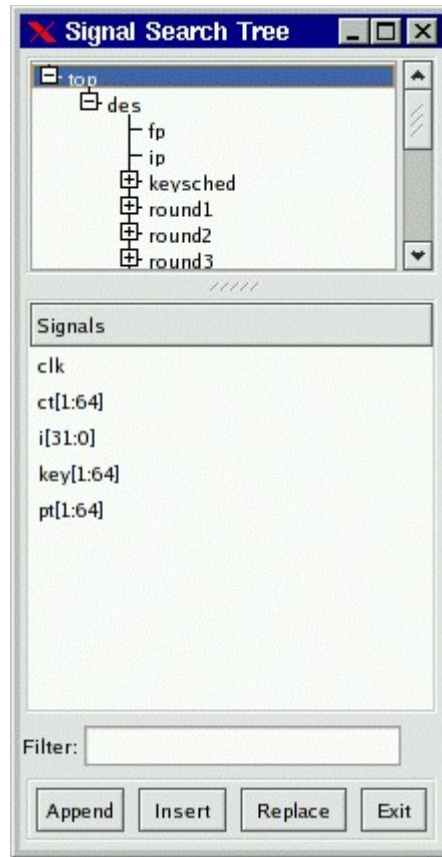 Signal Search Tree
top
des
fp
ip
keysched
round1
round2
round3
Signals
clk
ct[1:64]
i[31:0]
key[1:64]
pt[1:64]
Filter:
Append Insert Replace Exit